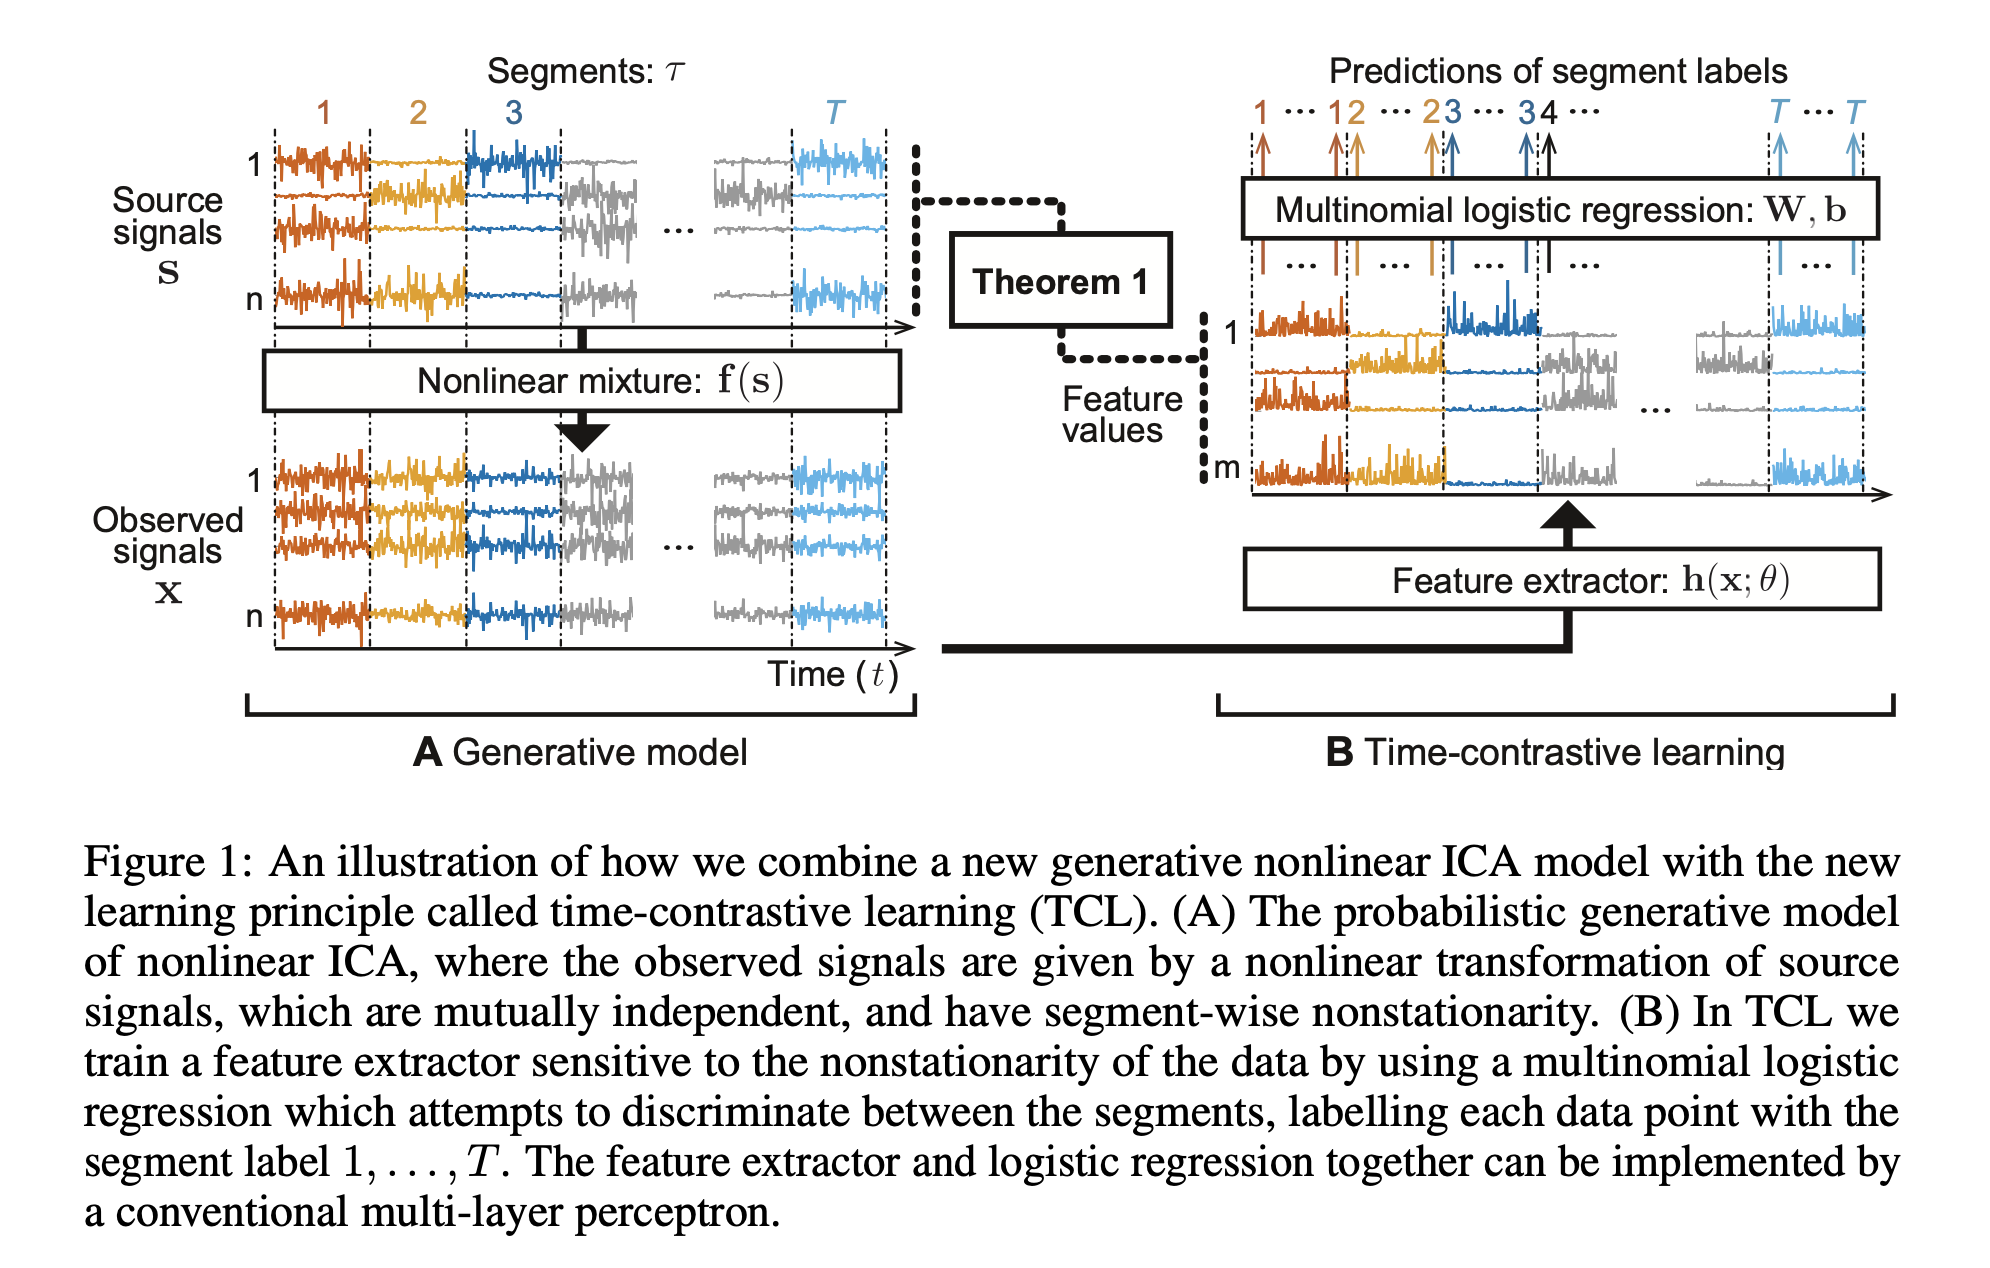 Segments: τ
1 2 3 T
Source
signals
s
1
n
...
Nonlinear mixture: f(s)
Observed
signals
x
1
n
...
Time (t)
A Generative model
Theorem 1
Feature
values
Predictions of segment labels
1 ... 1 2 ... 2 3 ... 3 4 ... T ... T
Multinomial logistic regression: W, b
... ... ... ... ...
1
m
...
Feature extractor: h(x; θ)
B Time-contrastive learning
Figure 1: An illustration of how we combine a new generative nonlinear ICA model with the new
learning principle called time-contrastive learning (TCL). (A) The probabilistic generative model
of nonlinear ICA, where the observed signals are given by a nonlinear transformation of source
signals, which are mutually independent, and have segment-wise nonstationarity. (B) In TCL we
train a feature extractor sensitive to the nonstationarity of the data by using a multinomial logistic
regression which attempts to discriminate between the segments, labelling each data point with the
segment label 1, . . . , T. The feature extractor and logistic regression together can be implemented by
a conventional multi-layer perceptron.